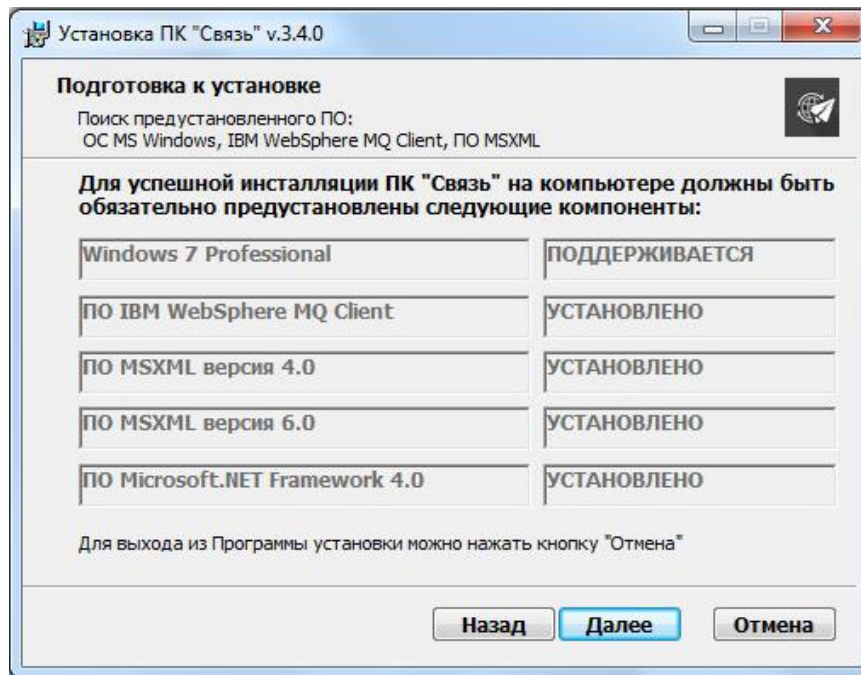 Установка ПК "Связь" v.3.4.0
Подготовка к установке
Поиск предустановленного ПО:
ОС MS Windows, IBM WebSphere MQ Client, ПО MSXML
Для успешной инсталляции ПК "Связь" на компьютере должны быть
обязательно предустановлены следующие компоненты:
Windows 7 Professional ПОДДЕРЖИВАЕТСЯ
ПО IBM WebSphere MQ Client УСТАНОВЛЕНО
ПО MSXML версия 4.0 УСТАНОВЛЕНО
ПО MSXML версия 6.0 УСТАНОВЛЕНО
ПО Microsoft.NET Framework 4.0 УСТАНОВЛЕНО
Для выхода из Программы установки можно нажать кнопку "Отмена"
Назад Далее Отмена